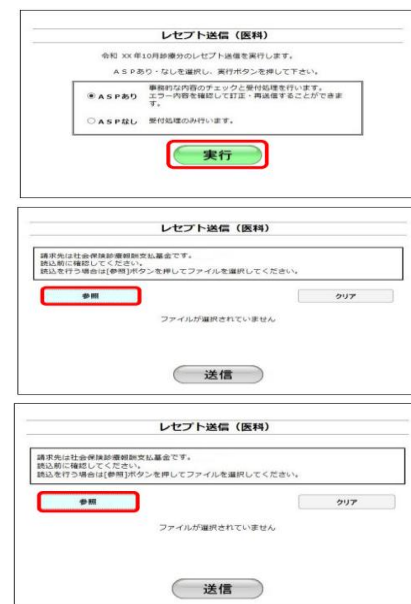 レセプト送信（医科）
令和 XX 年10月診療分のレセプト送信を実行します。
ASPあり・なしを選択し、実行ボタンを押して下さい。
ASPあり
事務的な内容のチェックと受付処理を行います。
エラー内容を確認して訂正・再送信することができま
す。
ASPなし 受付処理のみ行います。
実行
レセプト送信（医科）
請求先は社会保険診療報酬支払基金です。
読込前に確認してください。
読込を行う場合は[参照]ボタンを押してファイルを選択してください。
参照 クリア
ファイルが選択されていません
送信
レセプト送信（医科）
請求先は社会保険診療報酬支払基金です。
読込前に確認してください。
読込を行う場合は[参照]ボタンを押してファイルを選択してください。
参照 クリア
ファイルが選択されていません
送信